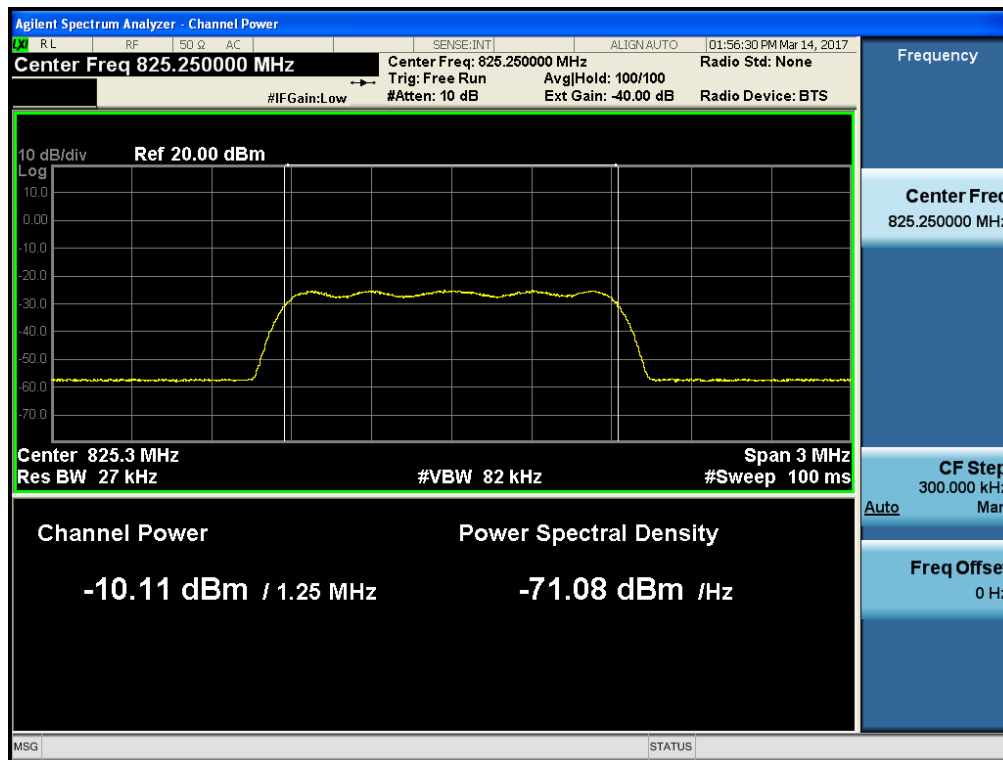 Agilent Spectrum Analyzer - Channel Power
LXI RL RF 50 Ω AC SENSE:INT ALIGN AUTO 01:56:30 PM Mar 14, 2017
Center Freq 825.250000 MHz
Center Freq: 825.250000 MHz Radio Std: None
Trig: Free Run Avg|Hold: 100/100
#IFGain:Low #Atten: 10 dB Ext Gain: -40.00 dB Radio Device: BTS
10 dB/div Ref 20.00 dBm
Log
10.0
0.00
-10.0
-20.0
-30.0
-40.0
-50.0
-60.0
-70.0
Center 825.3 MHz Span 3 MHz
Res BW 27 kHz #VBW 82 kHz #Sweep 100 ms
Channel Power Power Spectral Density
-10.11 dBm / 1.25 MHz -71.08 dBm /Hz
Frequency
Center Freq
825.250000 MHz
CF Step
300.000 kHz
Auto Man
Freq Offset
0 Hz
MSG STATUS